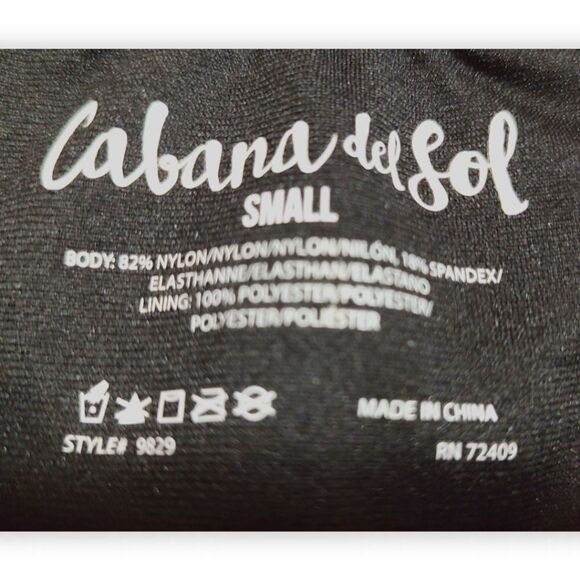 Cabana del Sol
SMALL
BODY: 82% NYLON/NYLON/NYLON/NILÓN, 18% SPANDEX/
ELASTHANNE/ELASTHAN/ELASTANO
LINING: 100% POLYESTER/POLYESTER/
POLYESTER/POLIÉSTER
MADE IN CHINA
STYLE# 9829 RN 72409